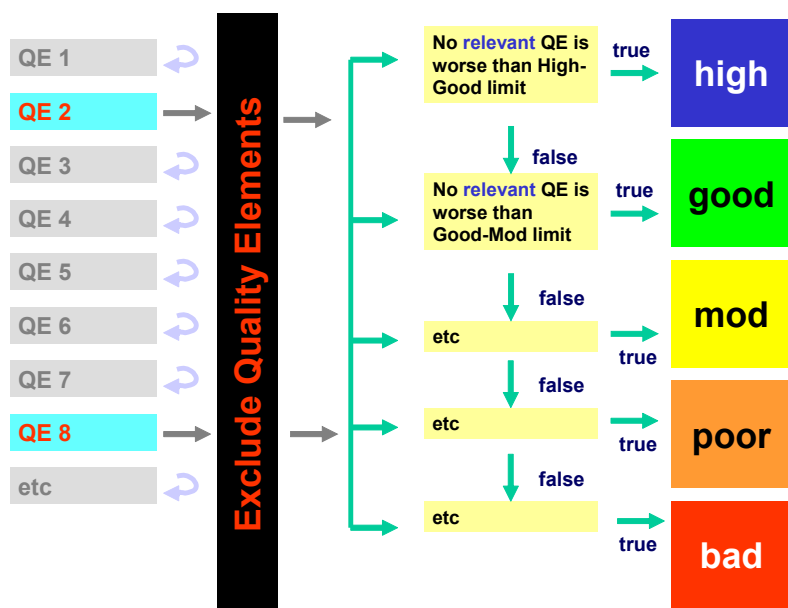 QE 1
QE 2
QE 3
QE 4
QE 5
QE 6
QE 7
QE 8
etc
Exclude Quality Elements
No relevant QE is
worse than High-
Good limit
true
high
false
No relevant QE is
worse than
Good-Mod limit
true
good
false
etc
true
mod
false
etc
true
poor
false
etc
true
bad